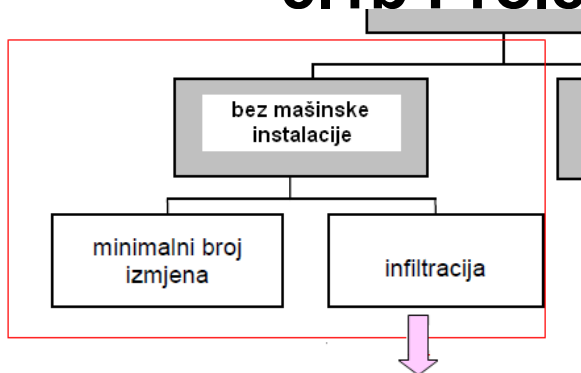 bez mašinske
instalacije
minimalni broj
izmjena
infiltracija